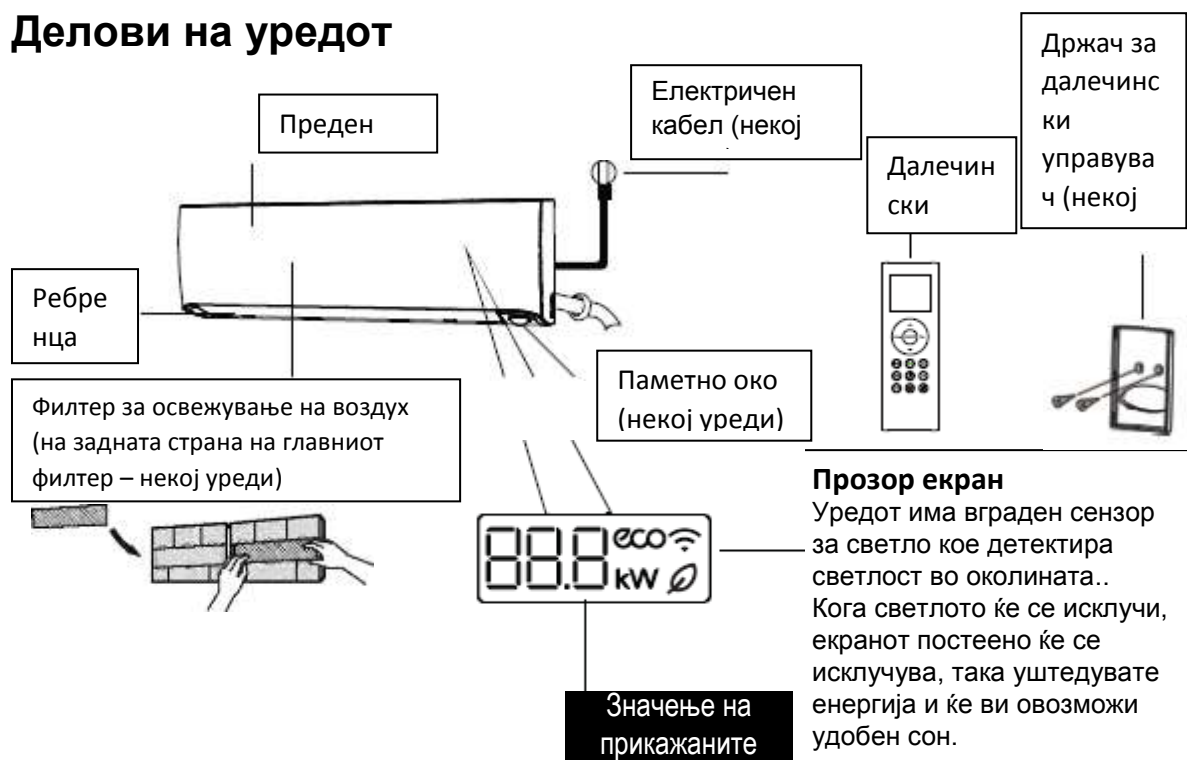 Делови на уредот
Преден
Електричен
кабел (некој
Далечин
ски
Држач за
далечинс
ки
управува
ч (некој
Ребре
нца
Филтер за освежување на воздух
(на задната страна на главниот
филтер – некој уреди)
Паметно око
(некој уреди)
88.8 eco
kW
Прозор екран
Уредот има вграден сензор
за светло кое детектира
светлост во околината..
Кога светлото ќе се исклучи,
екранот постеено ќе се
исклучува, така уштедувате
енергија и ќе ви овозможи
удобен сон.
Значење на
прикажаните